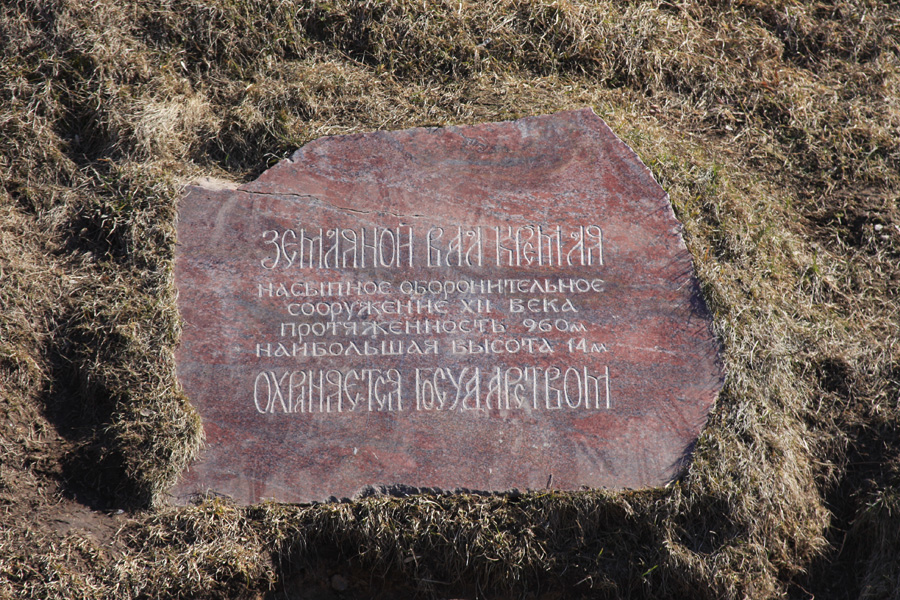 ЗЕМЛЯНОЙ ВАЛ КРЕМЛЯ
НАСЫПНОЕ ОБОРОНИТЕЛЬНОЕ
СООРУЖЕНИЕ XII ВЕКА
ПРОТЯЖЕННОСТЬ 960М.
НАИБОЛЬШАЯ ВЫСОТА 14М.
ОХРАНЯЕТСЯ ГОСУДАРСТВОМ